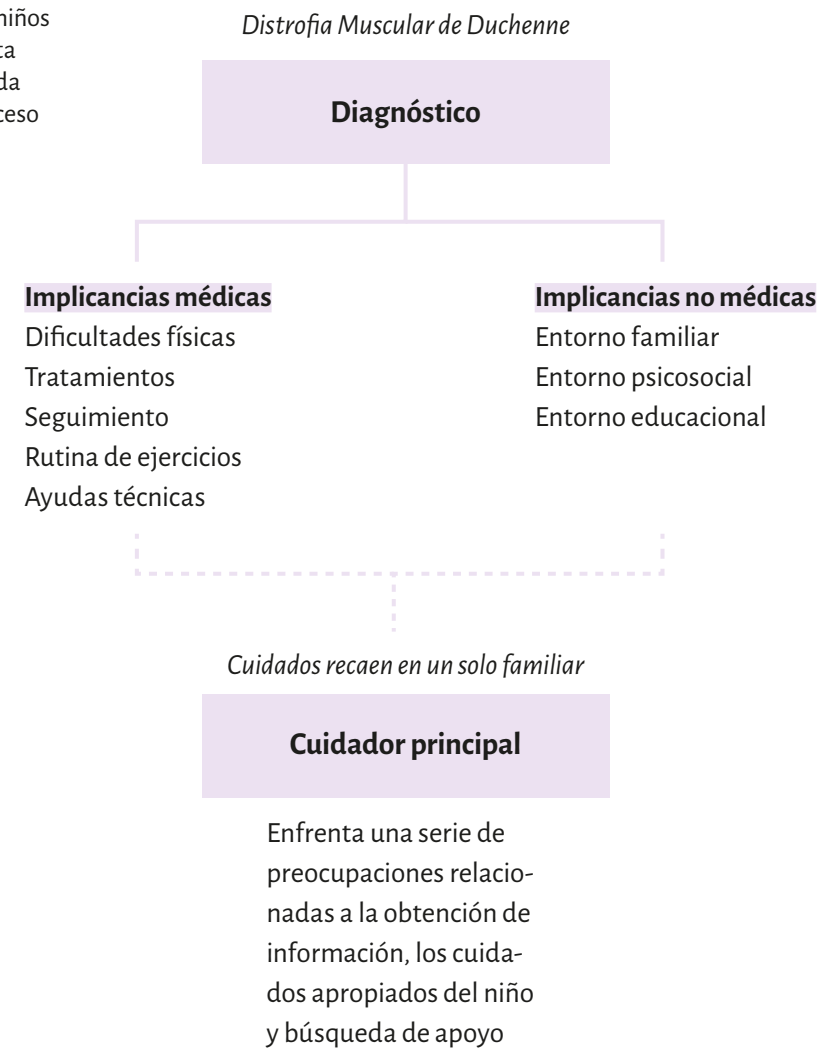 niños
Distrofia Muscular de Duchenne
Diagnóstico
Implicancias médicas
Dificultades físicas
Tratamientos
Seguimiento
Rutina de ejercicios
Ayudas técnicas
Implicancias no médicas
Entorno familiar
Entorno psicosocial
Entorno educacional
Cuidados recaen en un solo familiar
Cuidador principal
Enfrenta una serie de
preocupaciones relacio-
nadas a la obtención de
información, los cuida-
dos apropiados del niño
y búsqueda de apoyo